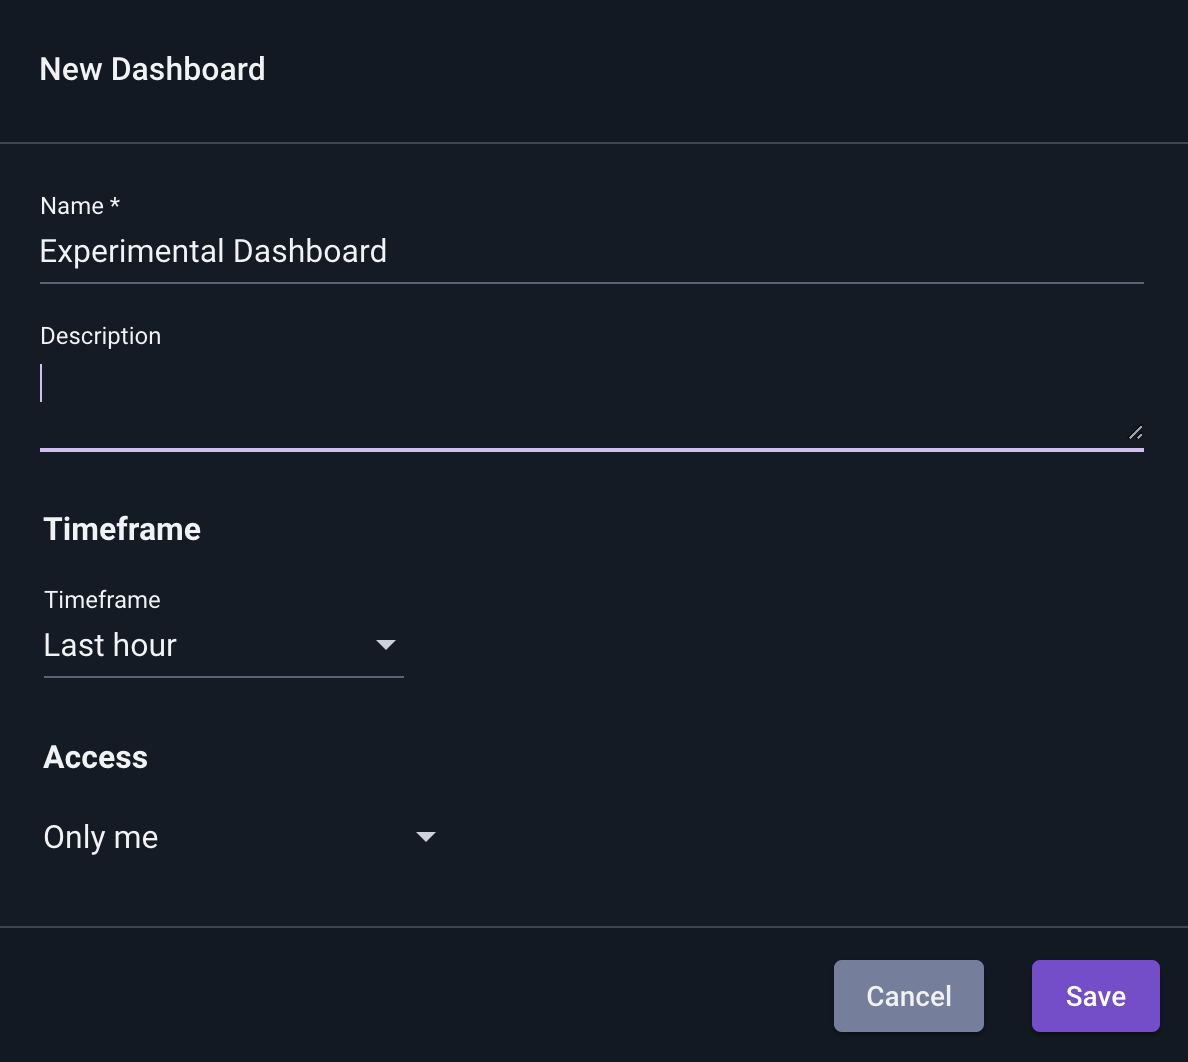 New Dashboard
Name *
Experimental Dashboard
Description
Timeframe
Timeframe
Last hour
Access
Only me
Cancel Save